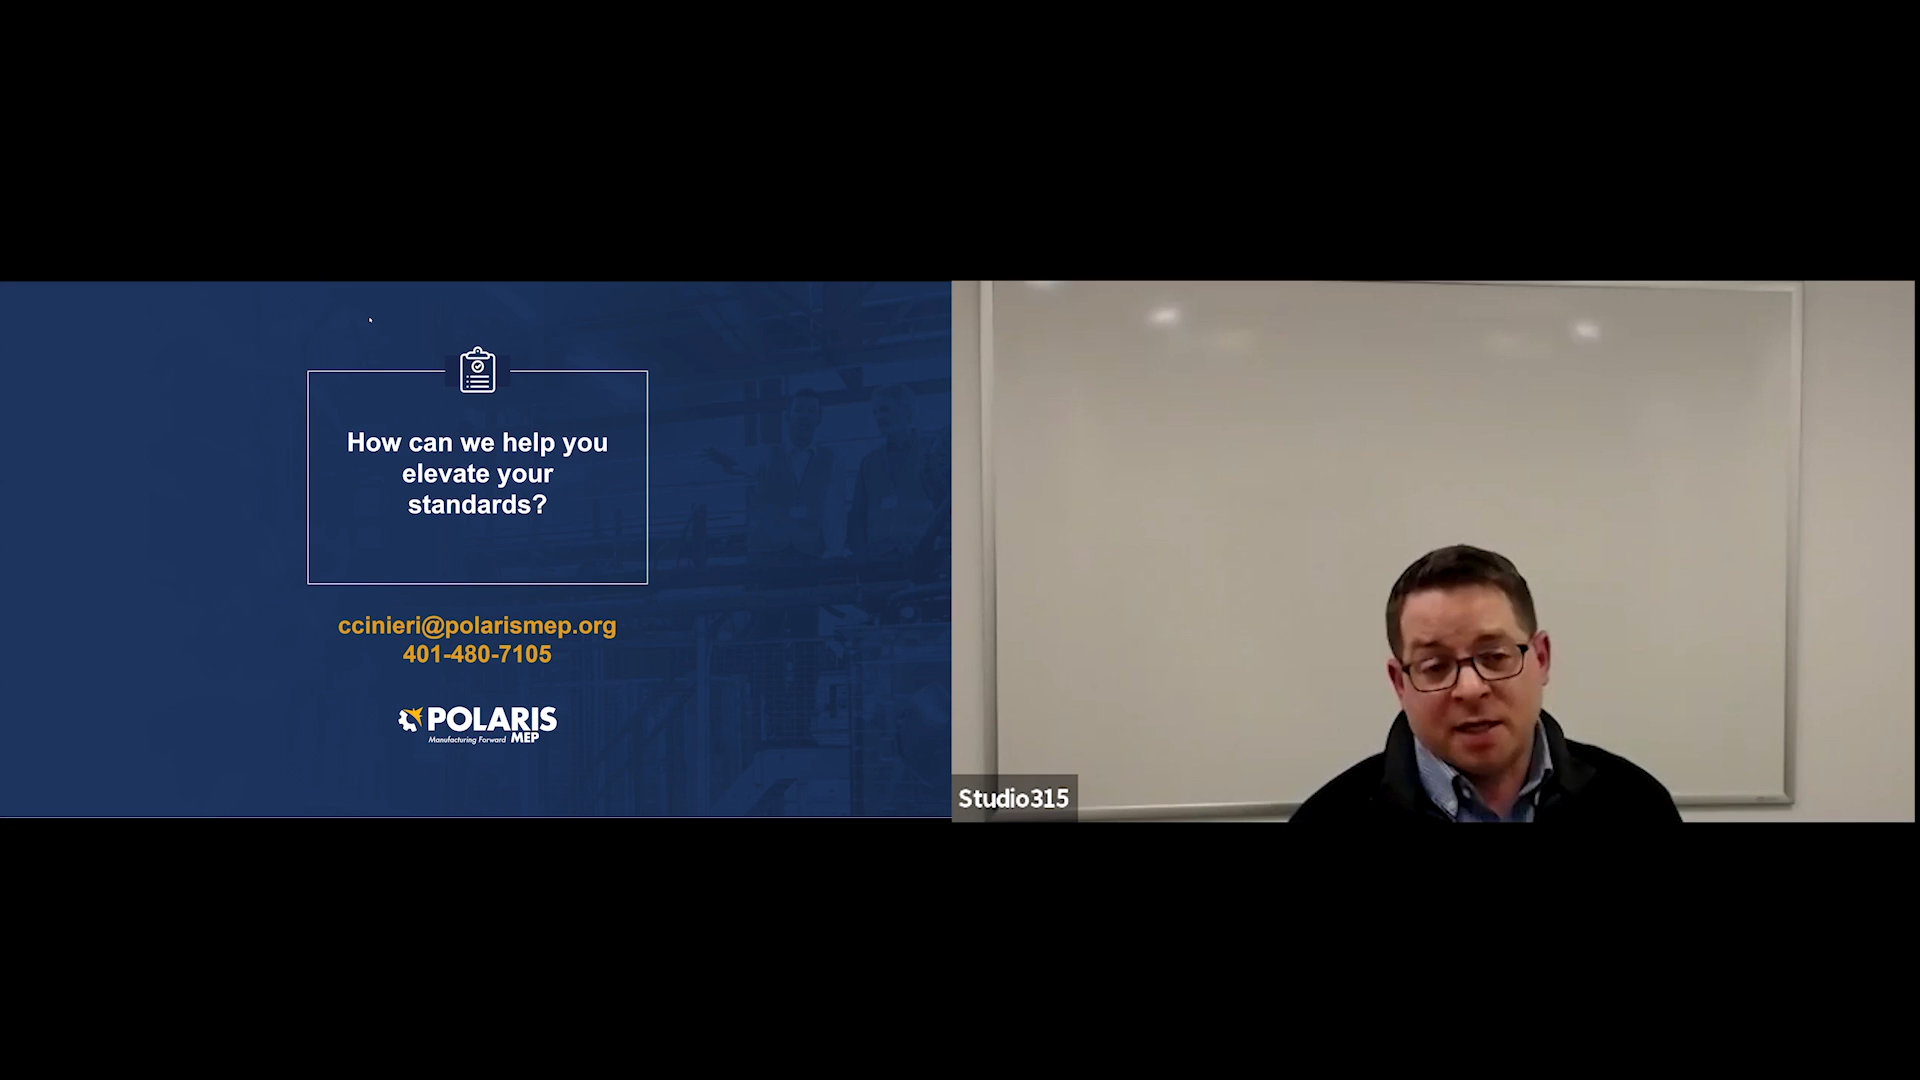 How can we help you
elevate your
standards?
ccinieri@polarismep.org
401-480-7105
POLARIS
Manufacturing Forward MEP
Studio315